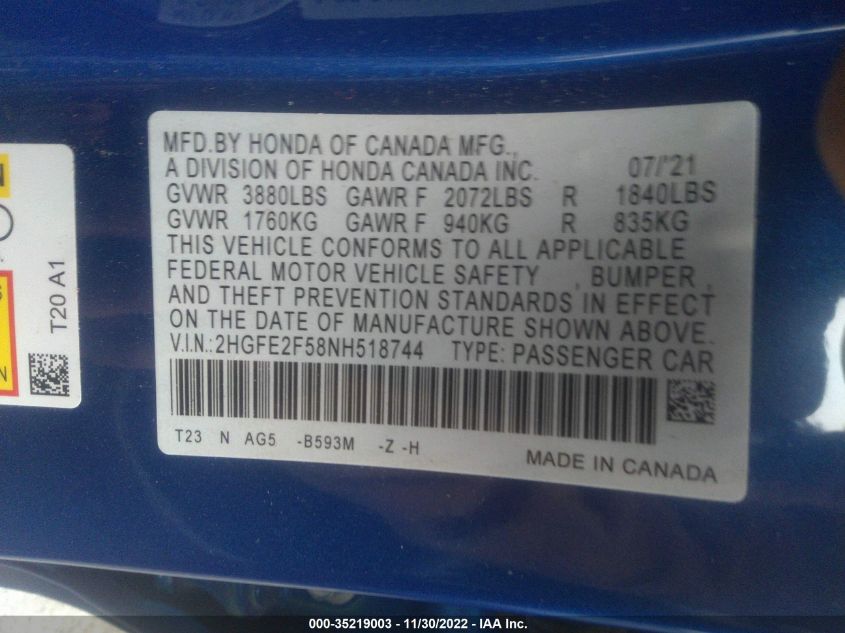 MFD.BY HONDA OF CANADA MFG.,
A DIVISION OF HONDA CANADA INC. 07/'21
GVWR 3880LBS GAWR F 2072LBS R 1840LBS
GVWR 1760KG GAWR F 940KG R 835KG
THIS VEHICLE CONFORMS TO ALL APPLICABLE
FEDERAL MOTOR VEHICLE SAFETY , BUMPER ,
AND THEFT PREVENTION STANDARDS IN EFFECT
ON THE DATE OF MANUFACTURE SHOWN ABOVE.
V.I.N.:2HGFE2F58NH518744 TYPE: PASSENGER CAR
T23 N AG5 -B593M -Z -H
MADE IN CANADA
T20 A1
N
S
N
000-35219003 - 11/30/2022 - IAA Inc.